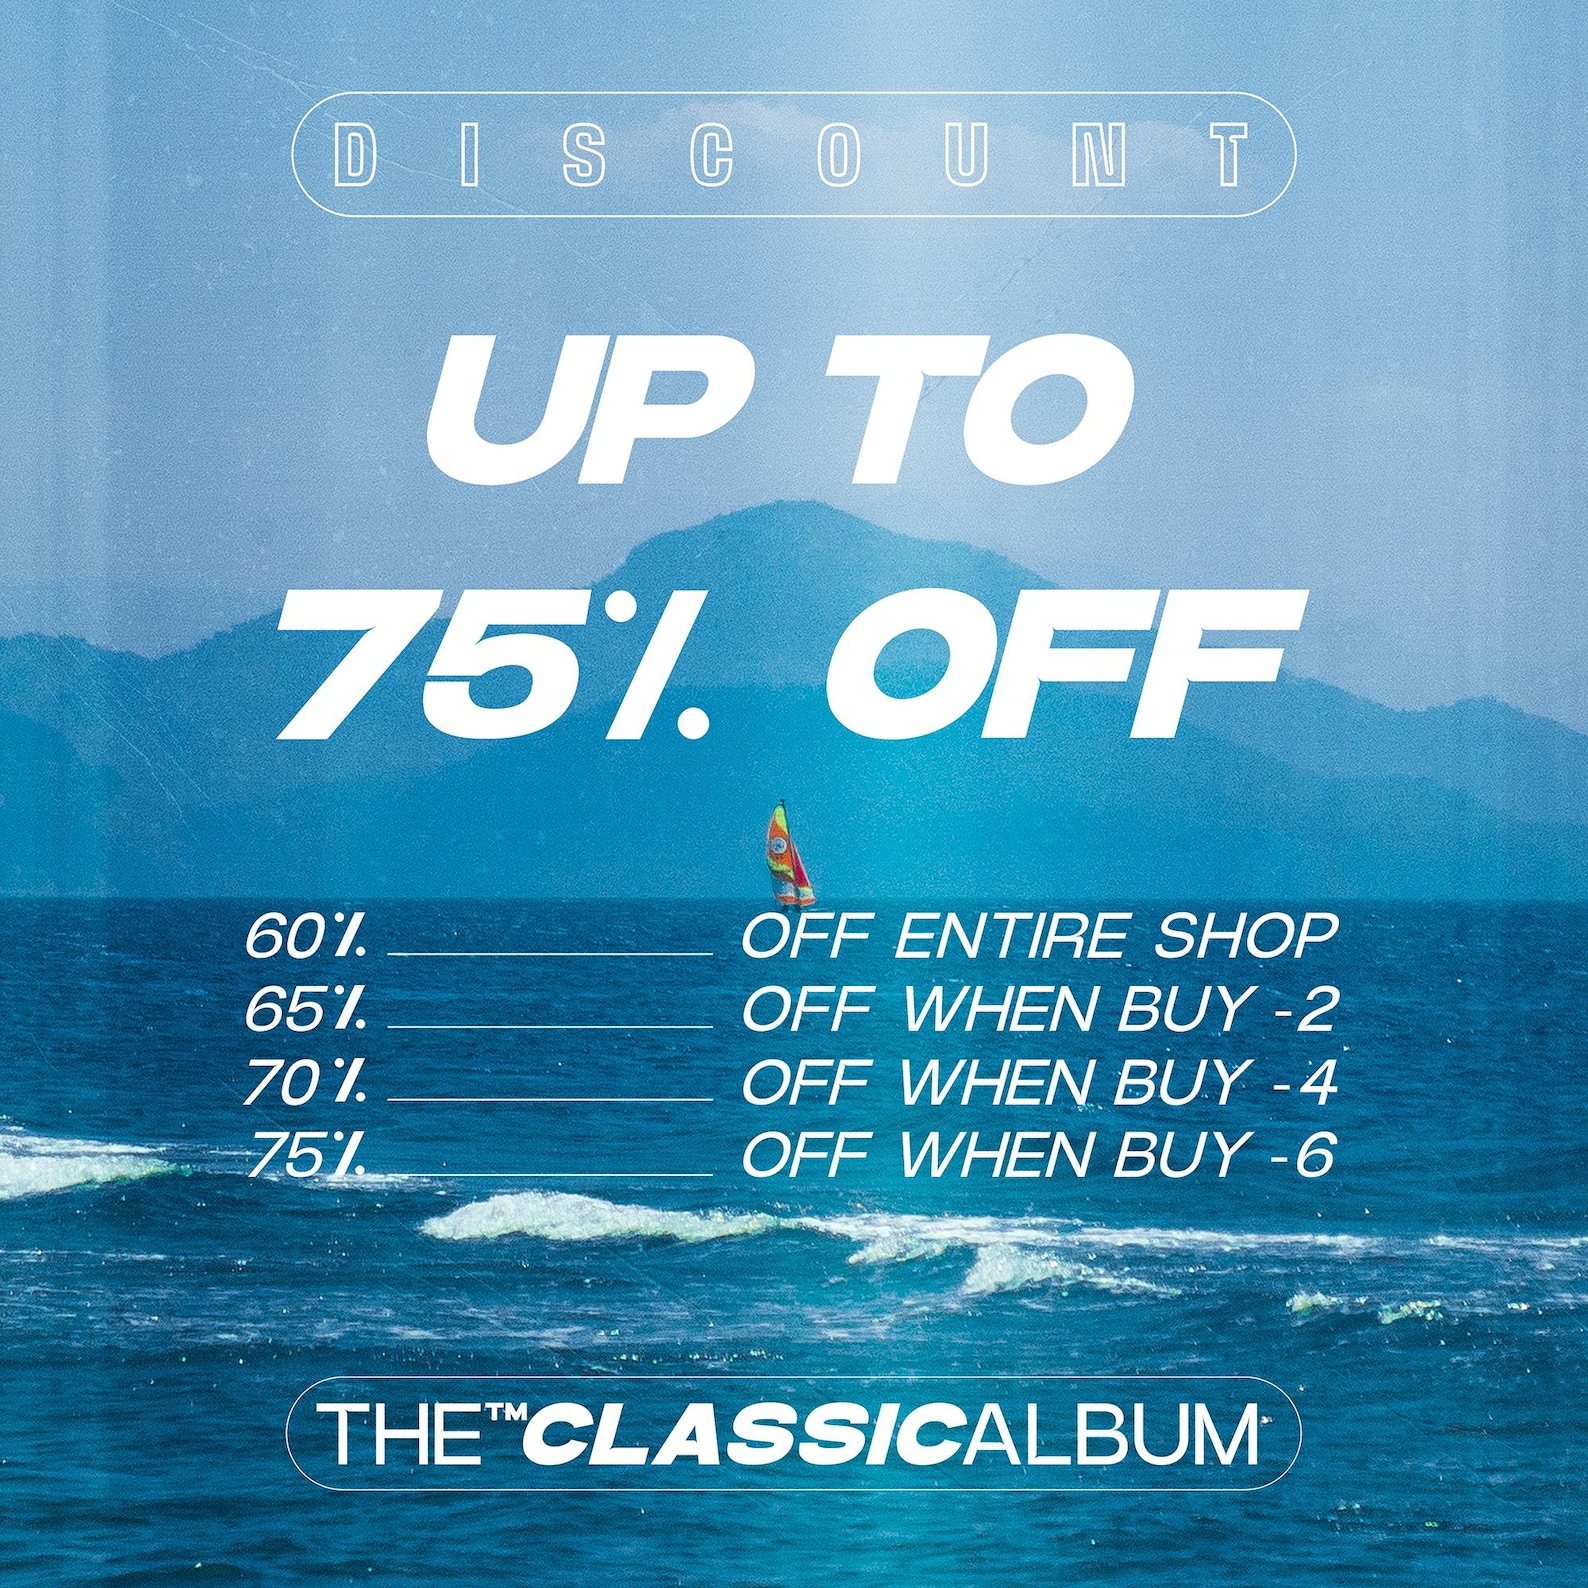 DISCOUNT
UP TO
75% OFF
60% OFF ENTIRE SHOP
65% OFF WHEN BUY -2
70% OFF WHEN BUY -4
75% OFF WHEN BUY -6
THE™CLASSICALBUM